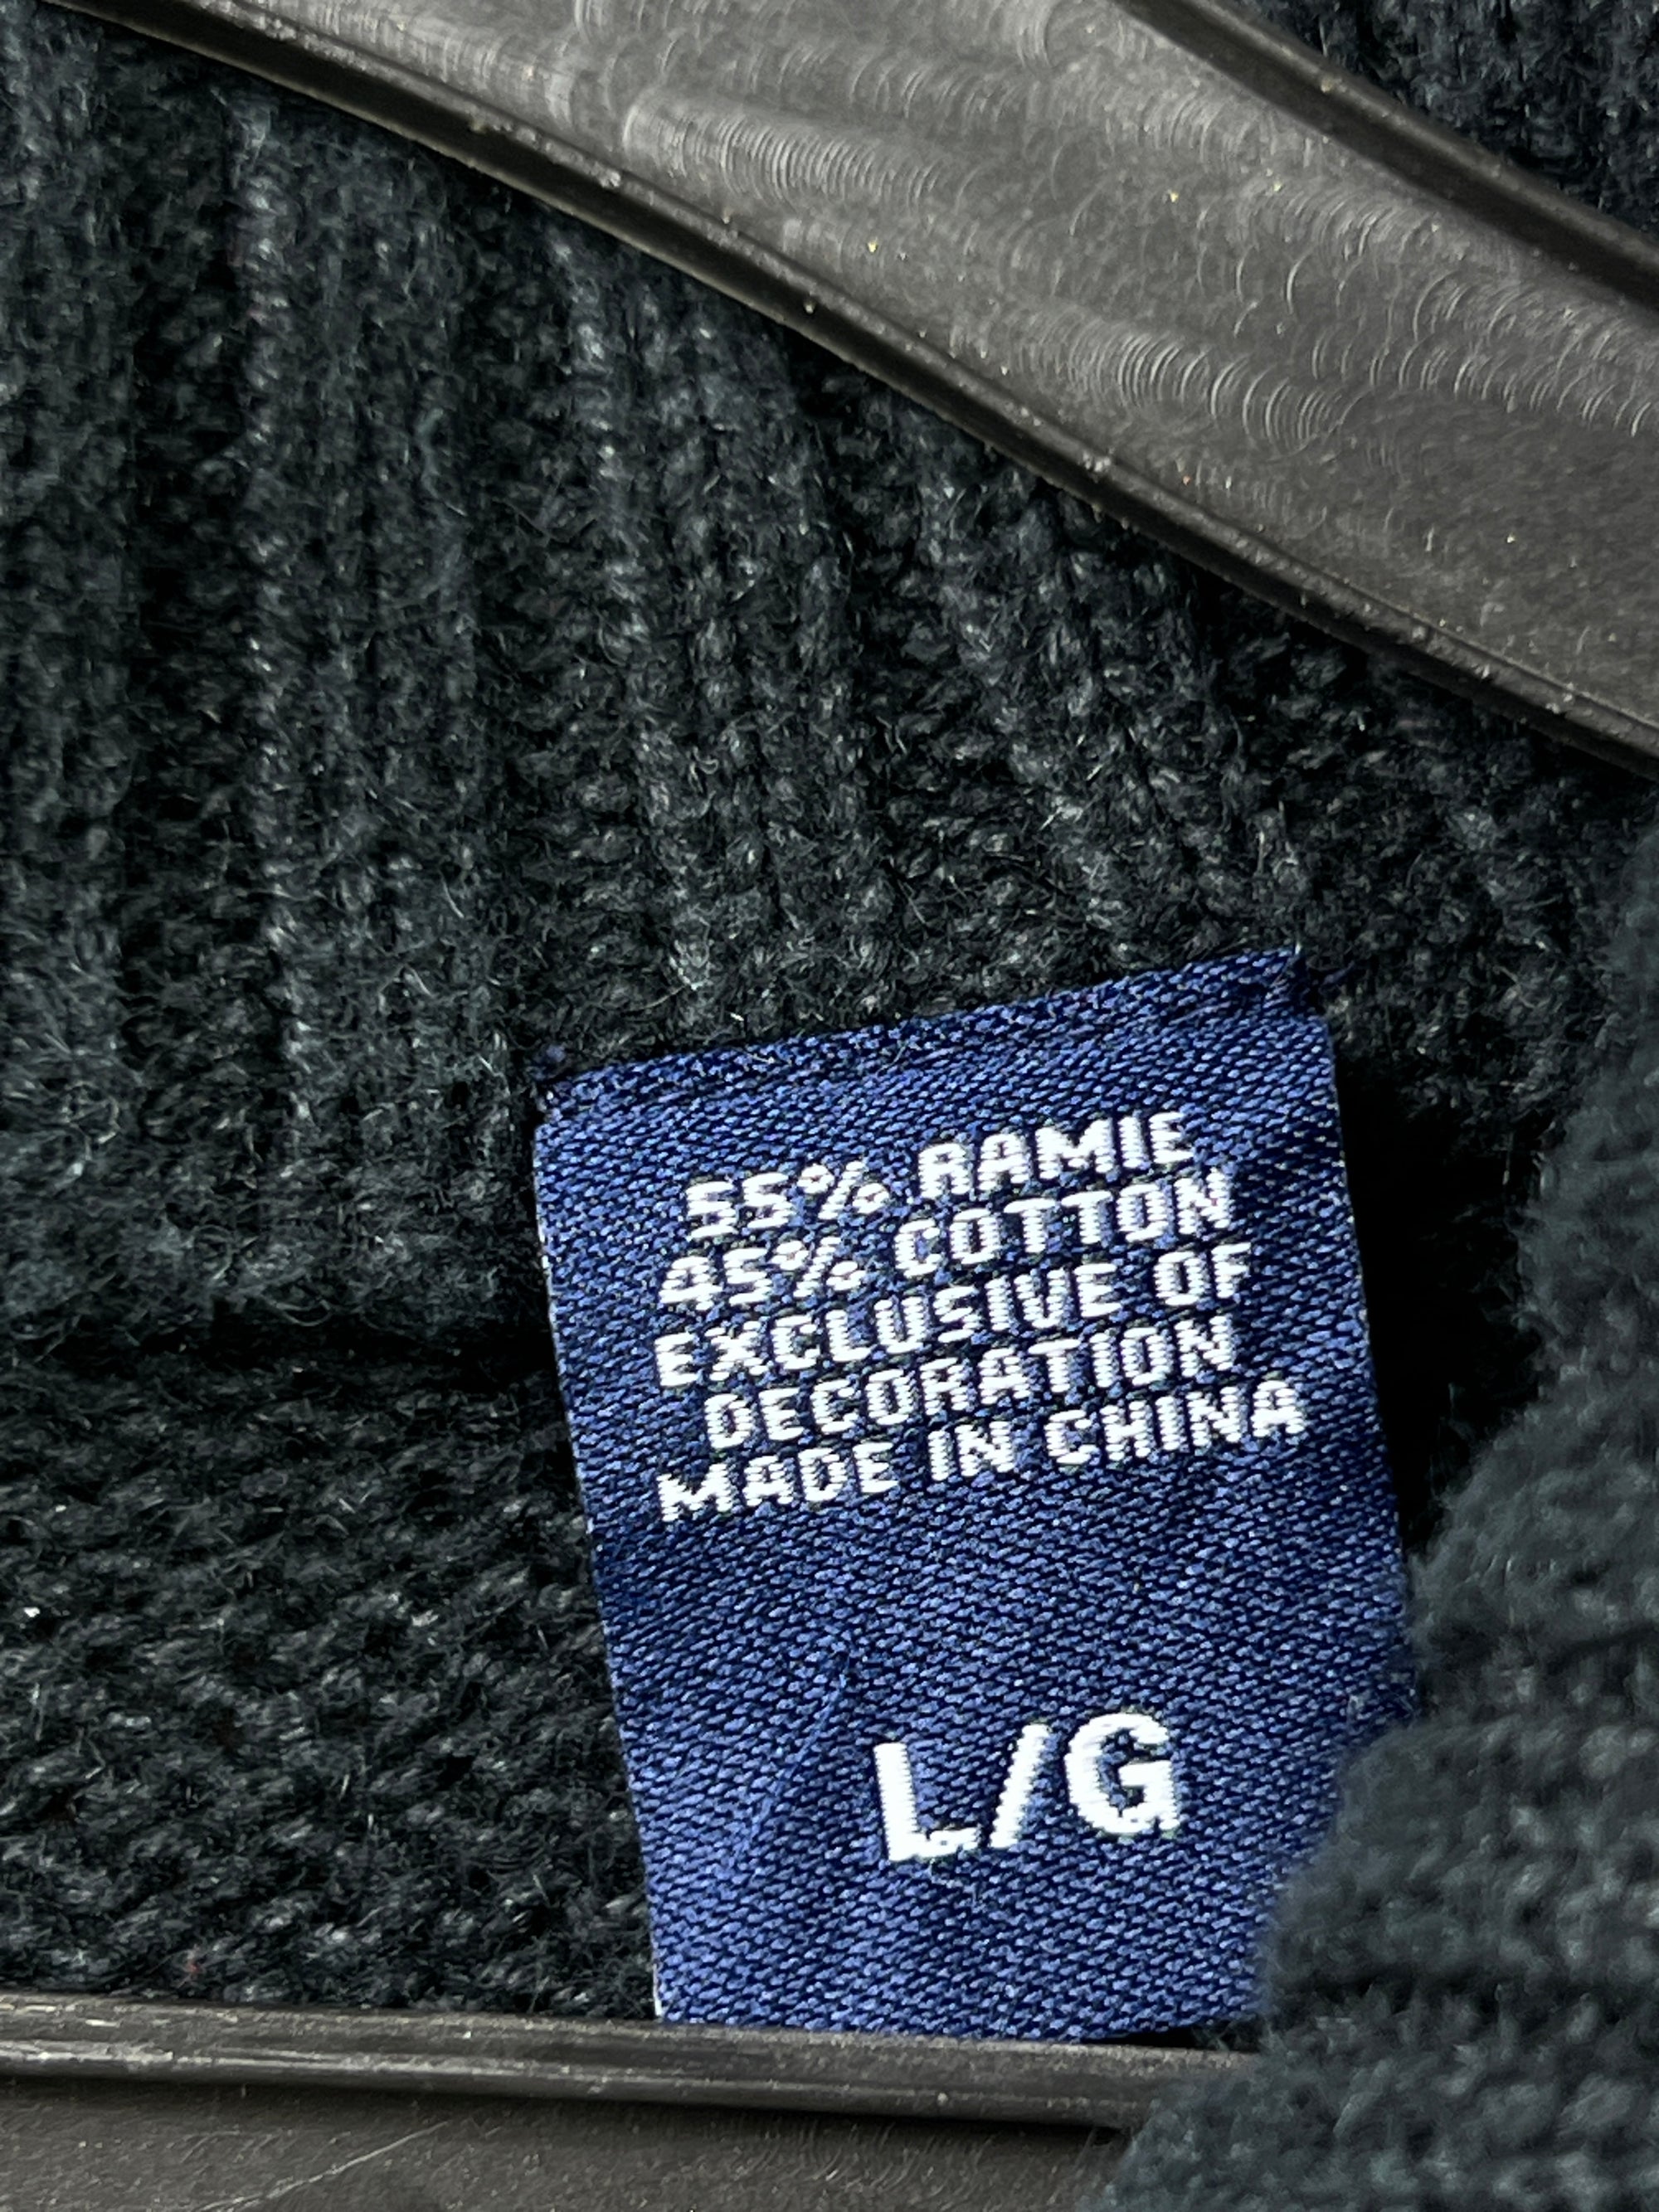 55% RAMIE
45% COTTON
EXCLUSIVE OF
DECORATION
MADE IN CHINA
L/G